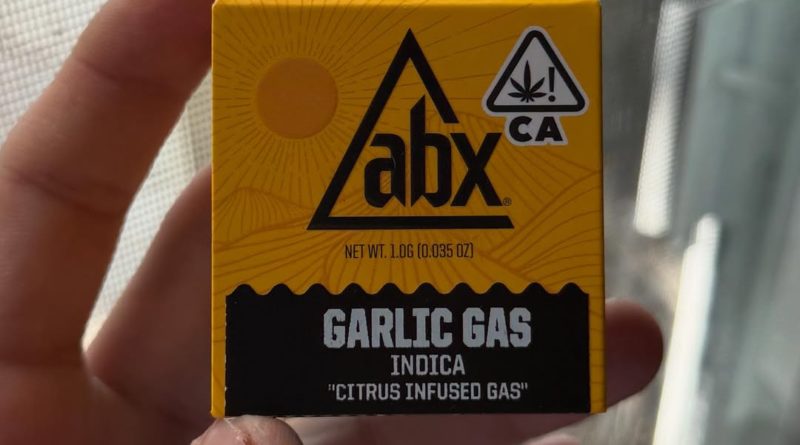 abx®
CA
NET WT. 1.0G (0.035 OZ)
GARLIC GAS
INDICA
"CITRUS INFUSED GAS"